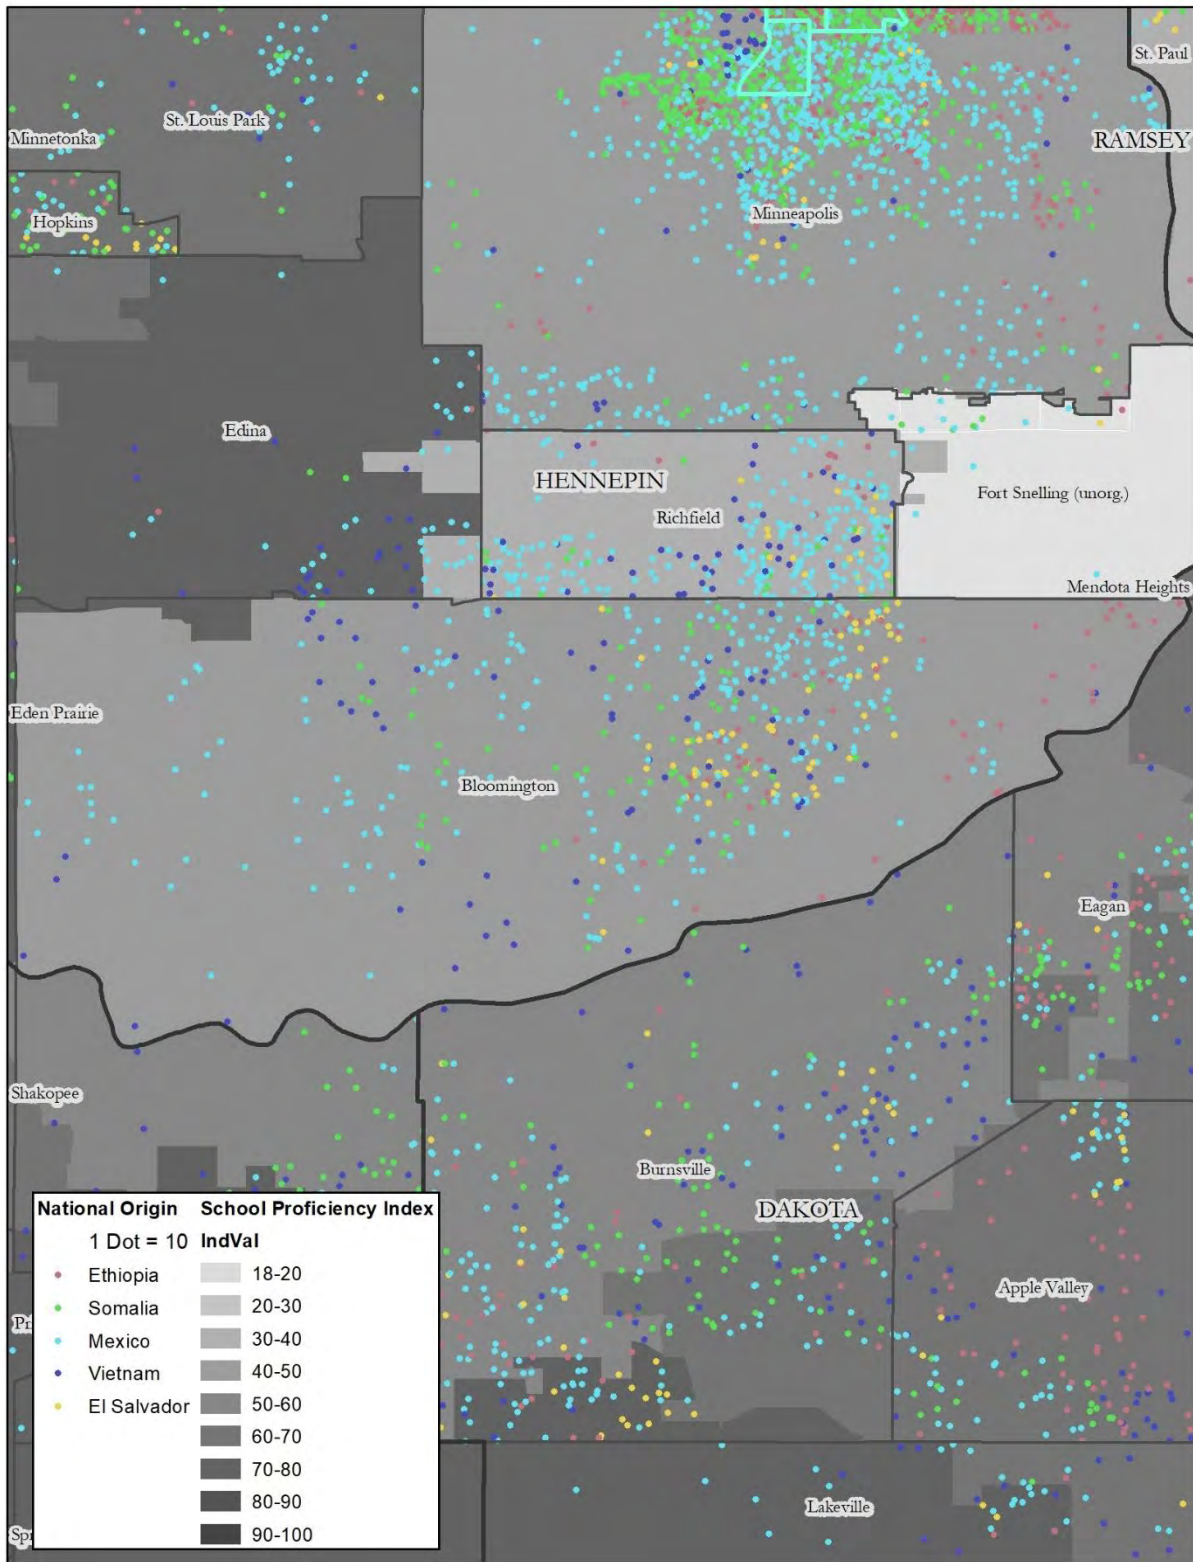 St. Paul
St. Louis Park
Minnetonka
RAMSEY
Hopkins
Minneapolis
Edina
HENNEPIN
Fort Snelling (unorg.)
Richfield
Mendota Heights
Eden Prairie
Bloomington
Eagan
Shakopee
Burnsville
DAKOTA
Apple Valley
Lakeville
National Origin School Proficiency Index
1 Dot = 10 IndVal
Ethiopia 18-20
Somalia 20-30
Mexico 30-40
Vietnam 40-50
El Salvador 50-60
60-70
70-80
80-90
90-100